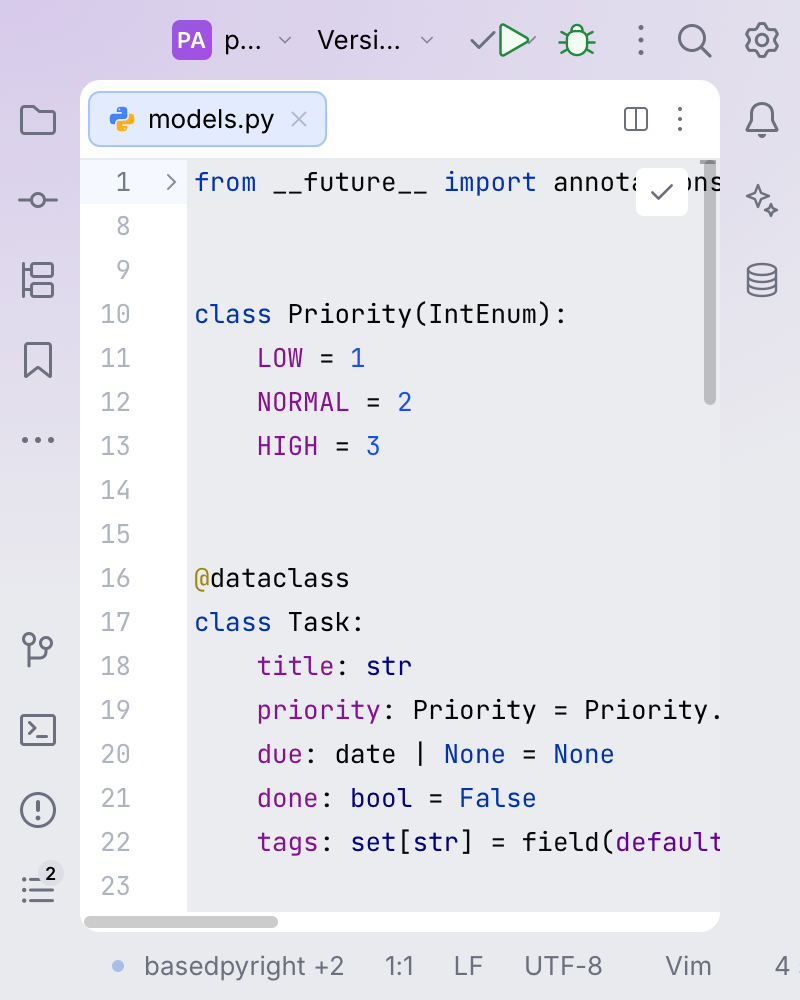 PA p... Versi...
models.py
1 from __future__ import annotations
8
9
10 class Priority(IntEnum):
11 LOW = 1
12 NORMAL = 2
13 HIGH = 3
14
15
16 @dataclass
17 class Task:
18 title: str
19 priority: Priority = Priority.
20 due: date | None = None
21 done: bool = False
22 tags: set[str] = field(default
23
2
basedpyright +2 1:1 LF UTF-8 Vim 4